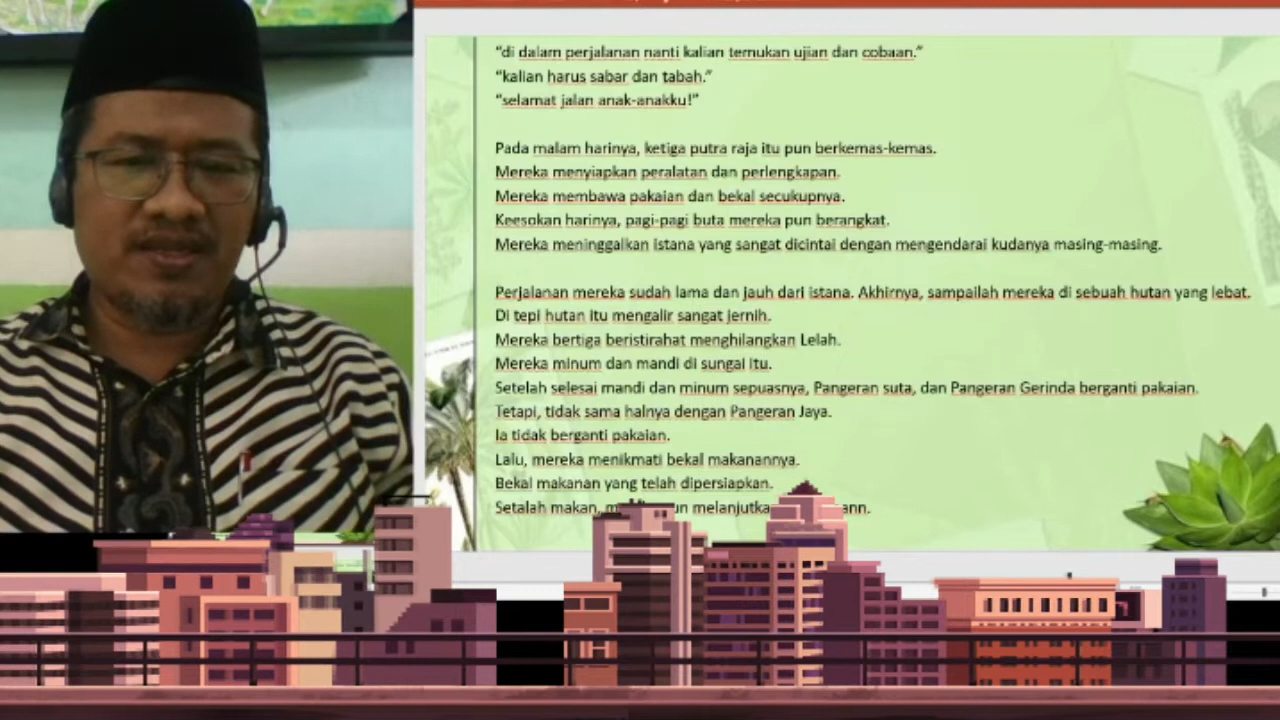 “di dalam perjalanan nanti kalian temukan ujian dan cobaan.”
“kalian harus sabar dan tabah.”
“selamat jalan anak-anakku!”
Pada malam harinya, ketiga putra raja itu pun berkemas-kemas.
Mereka menyiapkan peralatan dan perlengkapan.
Mereka membawa pakaian dan bekal secukupnya.
Keesokan harinya, pagi-pagi buta mereka pun berangkat.
Mereka meninggalkan istana yang sangat dicintai dengan mengendarai kudanya masing-masing.
Perjalanan mereka sudah lama dan jauh dari istana. Akhirnya, sampailah mereka di sebuah hutan yang lebat.
Di tepi hutan itu mengalir sangat jernih.
Mereka bertiga beristirahat menghilangkan Lelah.
Mereka minum dan mandi di sungai itu.
Setelah selesai mandi dan minum sepuasnya, Pangeran suta, dan Pangeran Gerinda berganti pakaian.
Tetapi, tidak sama halnya dengan Pangeran Jaya.
Ia tidak berganti pakaian.
Lalu, mereka menikmati bekal makanannya.
Bekal makanan yang telah dipersiapkan.
Setalah makan,